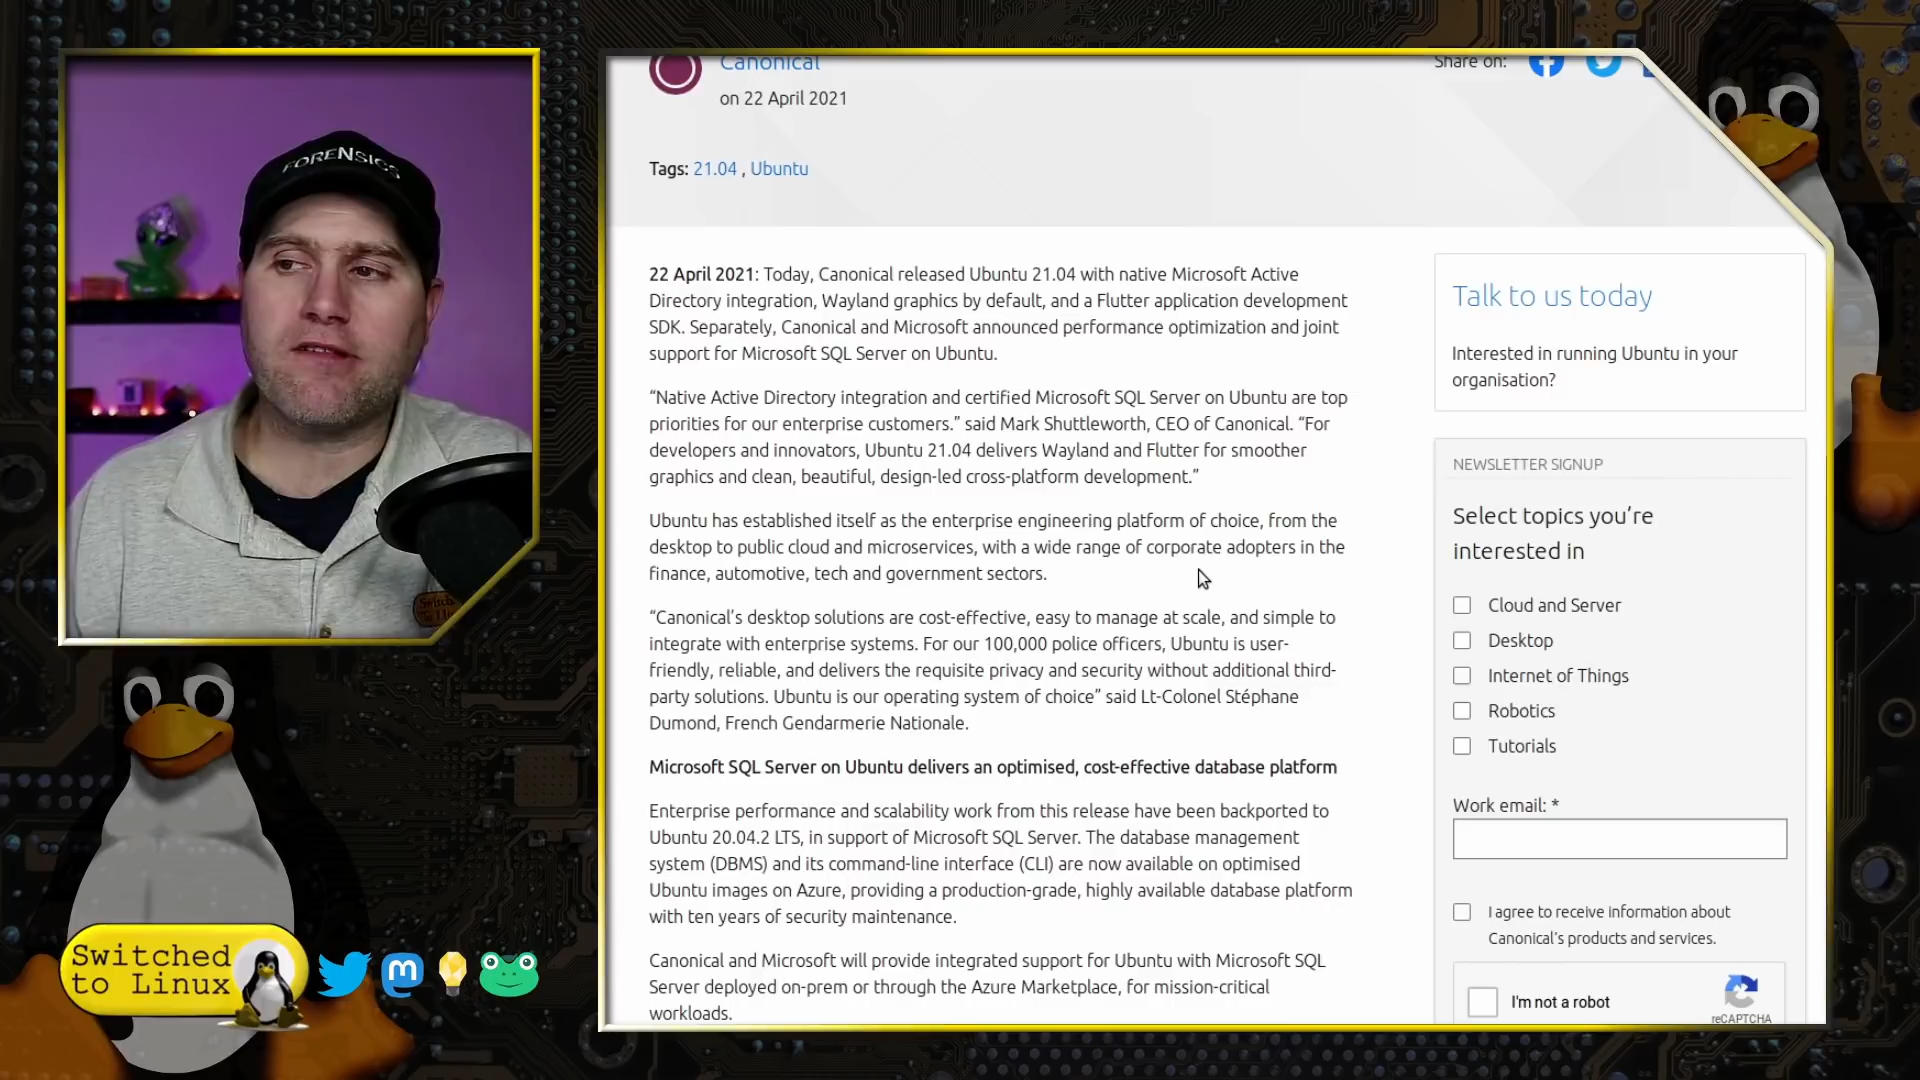 FORENSICS
Canonical
on 22 April 2021
Share on:
Tags: 21.04 , Ubuntu
22 April 2021: Today, Canonical released Ubuntu 21.04 with native Microsoft Active
Directory integration, Wayland graphics by default, and a Flutter application development
SDK. Separately, Canonical and Microsoft announced performance optimization and joint
support for Microsoft SQL Server on Ubuntu.
“Native Active Directory integration and certified Microsoft SQL Server on Ubuntu are top
priorities for our enterprise customers.” said Mark Shuttleworth, CEO of Canonical. “For
developers and innovators, Ubuntu 21.04 delivers Wayland and Flutter for smoother
graphics and clean, beautiful, design-led cross-platform development.”
Ubuntu has established itself as the enterprise engineering platform of choice, from the
desktop to public cloud and microservices, with a wide range of corporate adopters in the
finance, automotive, tech and government sectors.
“Canonical’s desktop solutions are cost-effective, easy to manage at scale, and simple to
integrate with enterprise systems. For our 100,000 police officers, Ubuntu is user-
friendly, reliable, and delivers the requisite privacy and security without additional third-
party solutions. Ubuntu is our operating system of choice” said Lt-Colonel Stéphane
Dumond, French Gendarmerie Nationale.
Microsoft SQL Server on Ubuntu delivers an optimised, cost-effective database platform
Enterprise performance and scalability work from this release have been backported to
Ubuntu 20.04.2 LTS, in support of Microsoft SQL Server. The database management
system (DBMS) and its command-line interface (CLI) are now available on optimised
Ubuntu images on Azure, providing a production-grade, highly available database platform
with ten years of security maintenance.
Canonical and Microsoft will provide integrated support for Ubuntu with Microsoft SQL
Server deployed on-prem or through the Azure Marketplace, for mission-critical
workloads.
Talk to us today
Interested in running Ubuntu in your
organisation?
NEWSLETTER SIGNUP
Select topics you’re
interested in
Cloud and Server
Desktop
Internet of Things
Robotics
Tutorials
Work email: *
I agree to receive information about
Canonical’s products and services.
I'm not a robot
reCAPTCHA
Switched
to Linux